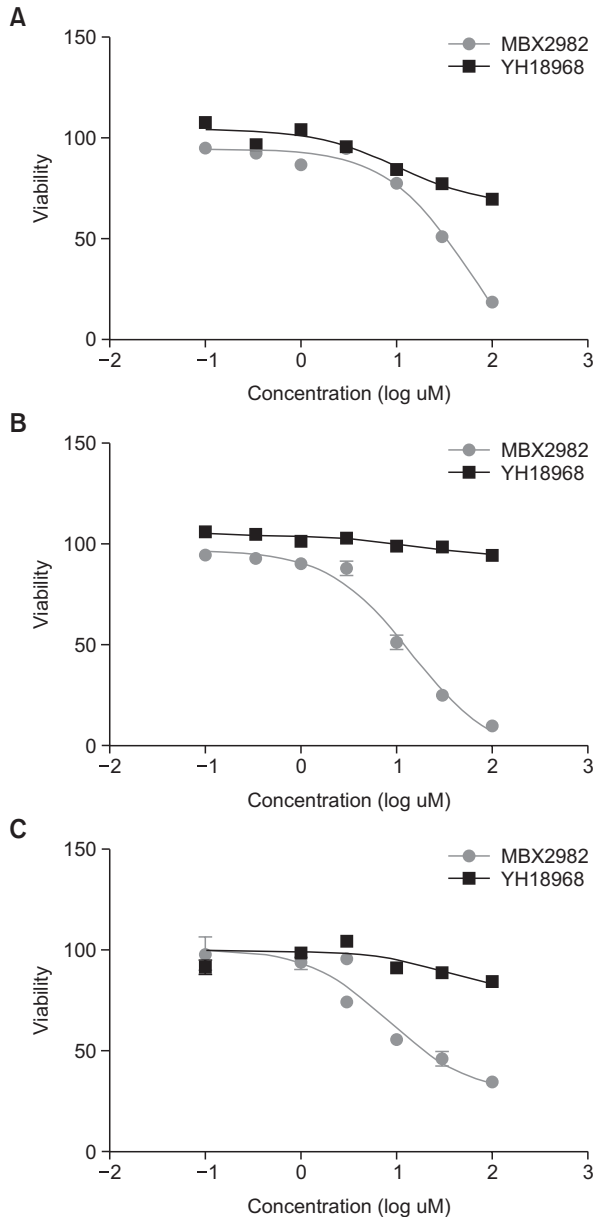 A
150
MBX2982
YH18968
100
Viability
50
0
−2 −1 0 1 2 3
Concentration (log uM)
B
150
MBX2982
YH18968
100
Viability
50
0
−2 −1 0 1 2 3
Concentration (log uM)
C
150
MBX2982
YH18968
100
Viability
50
0
−2 −1 0 1 2 3
Concentration (log uM)